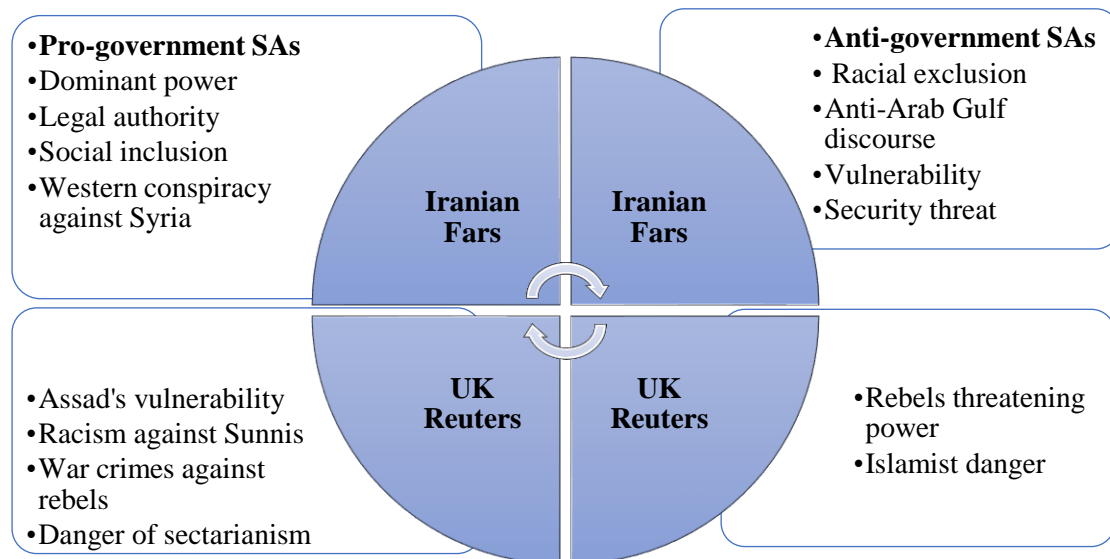 •Pro-government SAs
•Dominant power
•Legal authority
•Social inclusion
•Western conspiracy
against Syria
Iranian
Fars
Iranian
Fars
•Anti-government SAs
• Racial exclusion
•Anti-Arab Gulf
discourse
•Vulnerability
•Security threat
•Assad's vulnerability
•Racism against Sunnis
•War crimes against
rebels
•Danger of sectarianism
UK
Reuters
UK
Reuters
•Rebels threatening
power
•Islamist danger